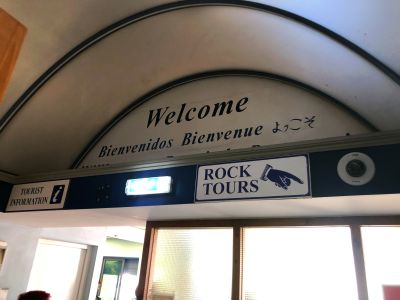 Welcome
Bienvenidos Bienvenue ようこそ
TOURIST
INFORMATION
ROCK
TOURS